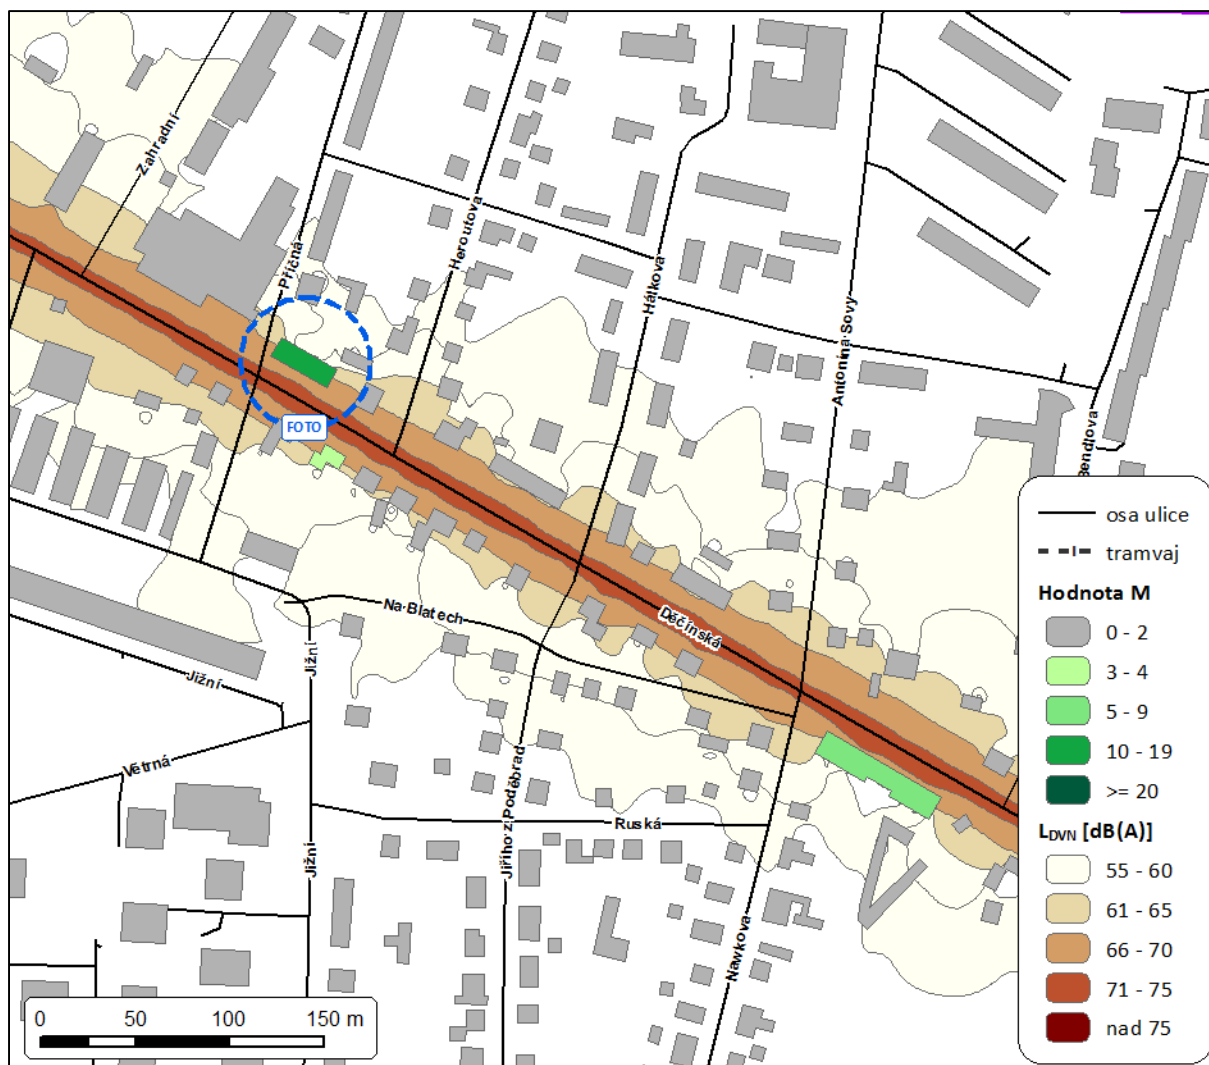 Zahradní
Příčná
Heroutova
Hálkova
Antonína Sovy
Bendlova
FOTO
Na Blatech
Děčínská
Jižní
Jižní
Větrná
Jiřího z Poděbrad
Ruská
Jižní
Nawkova
0 50 100 150 m
osa ulice
tramvaj
Hodnota M
0 - 2
3 - 4
5 - 9
10 - 19
>= 20
LDVN [dB(A)]
55 - 60
61 - 65
66 - 70
71 - 75
nad 75